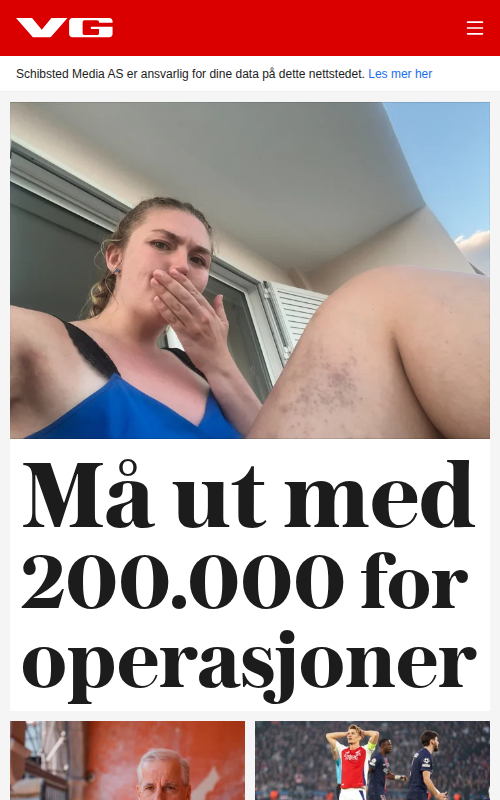 VG
Schibsted Media AS er ansvarlig for dine data på dette nettstedet. Les mer her
Må ut med
200.000 for
operasjoner